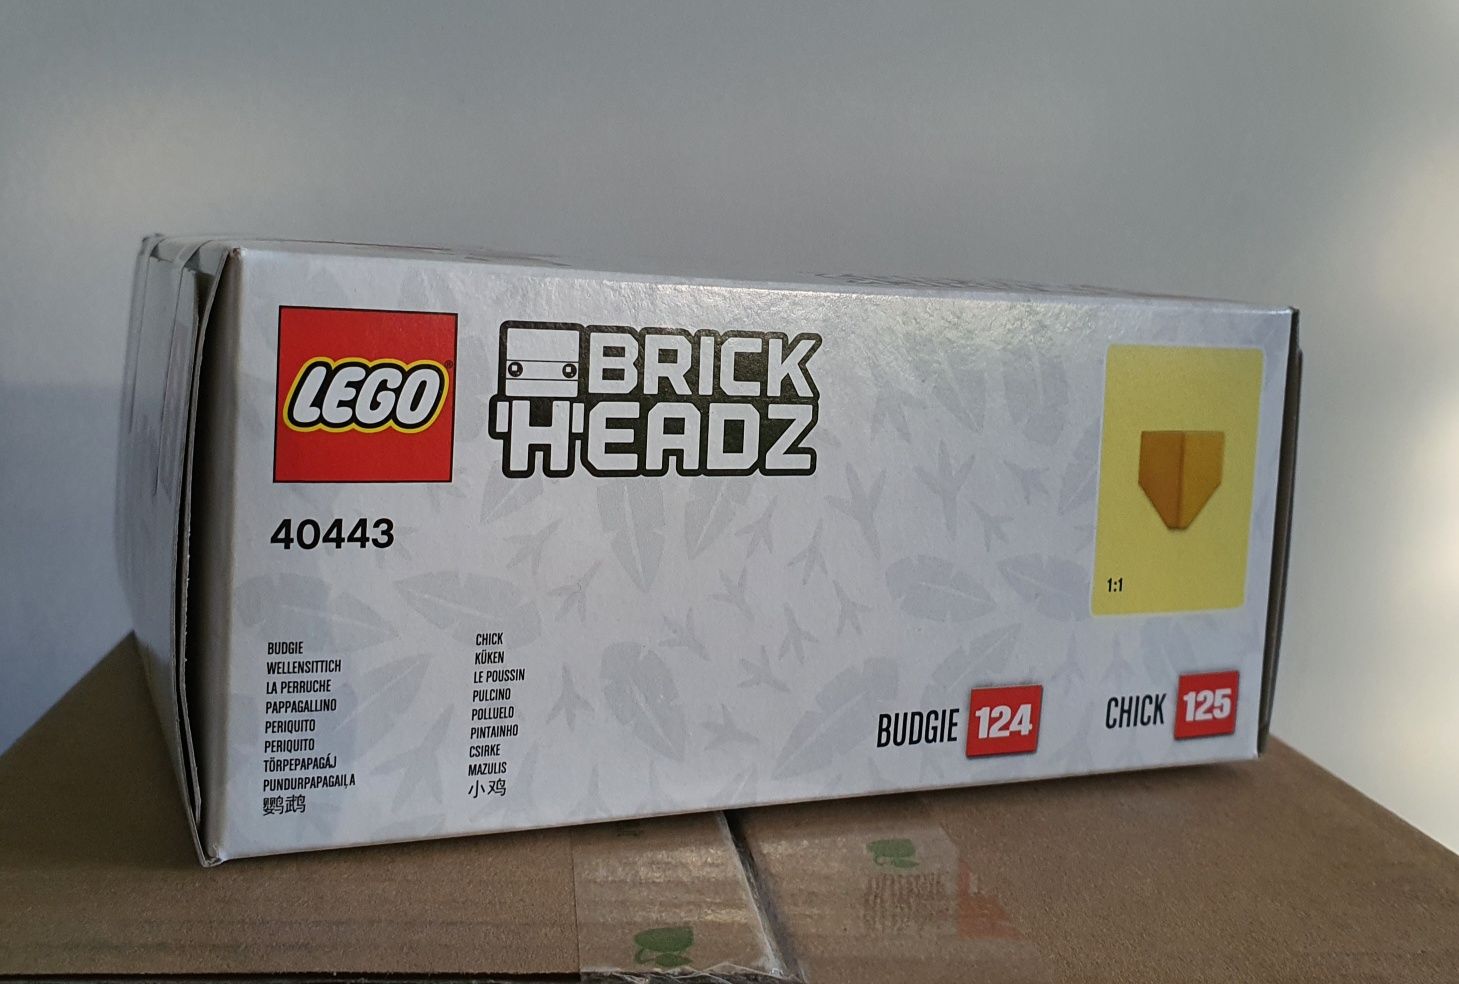 LEGO®
BRICK
HEADZ
40443
BUDGIE
WELLENSITTICH
LA PERRUCHE
PAPPAGALLINO
PERIQUITO
PERIQUITO
TÖRPEPAPAGÁJ
PUNDURPAPAGAIĻA
鹦鹉
CHICK
KÜKEN
LE POUSSIN
PULCINO
POLLUELO
PINTAINHO
CSIRKE
MAZULIS
小鸡
1:1
BUDGIE 124
CHICK 125